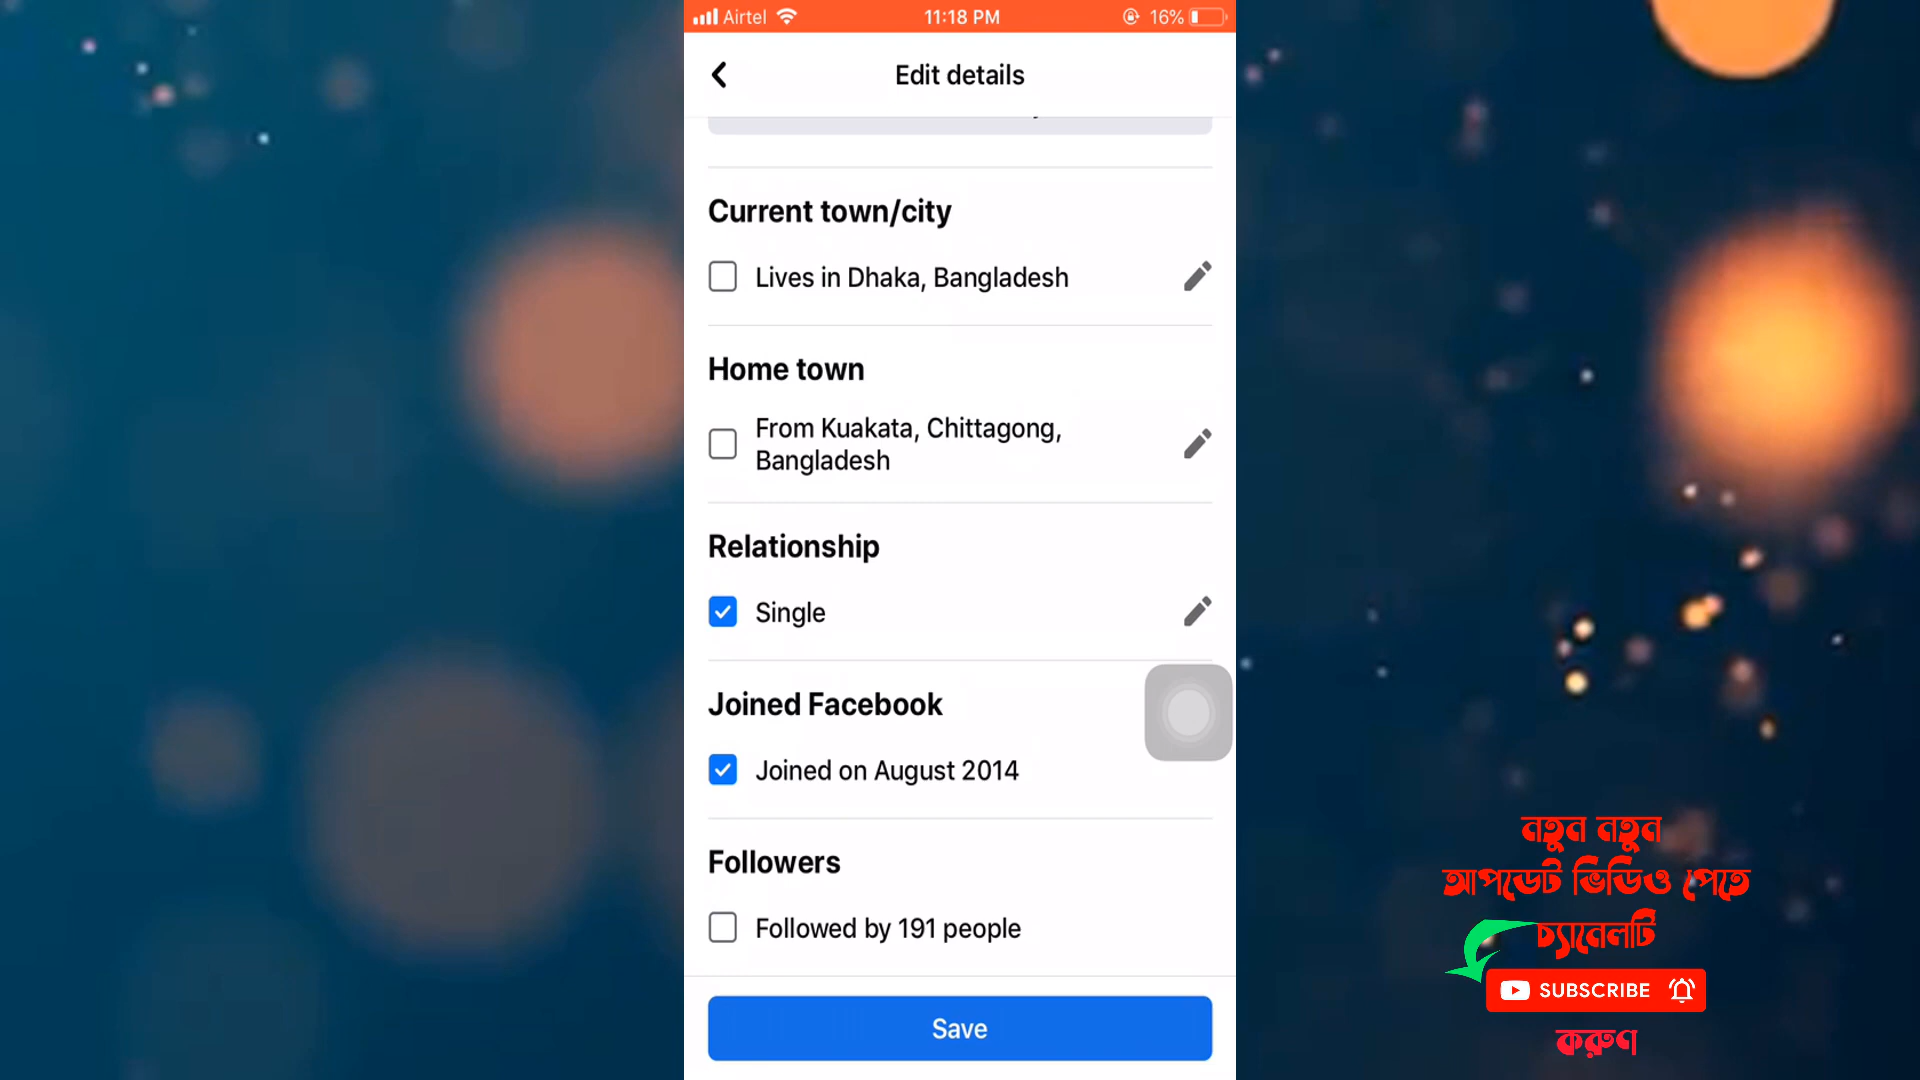 Airtel 11:18 PM 16%
Edit details
Current town/city
Lives in Dhaka, Bangladesh
Home town
From Kuakata, Chittagong,
Bangladesh
Relationship
Single
Joined Facebook
Joined on August 2014
Followers
Followed by 191 people
Save
নতুন নতুন
আপডেট ভিডিও পেতে
চ্যানেলটি
SUBSCRIBE
করুণ